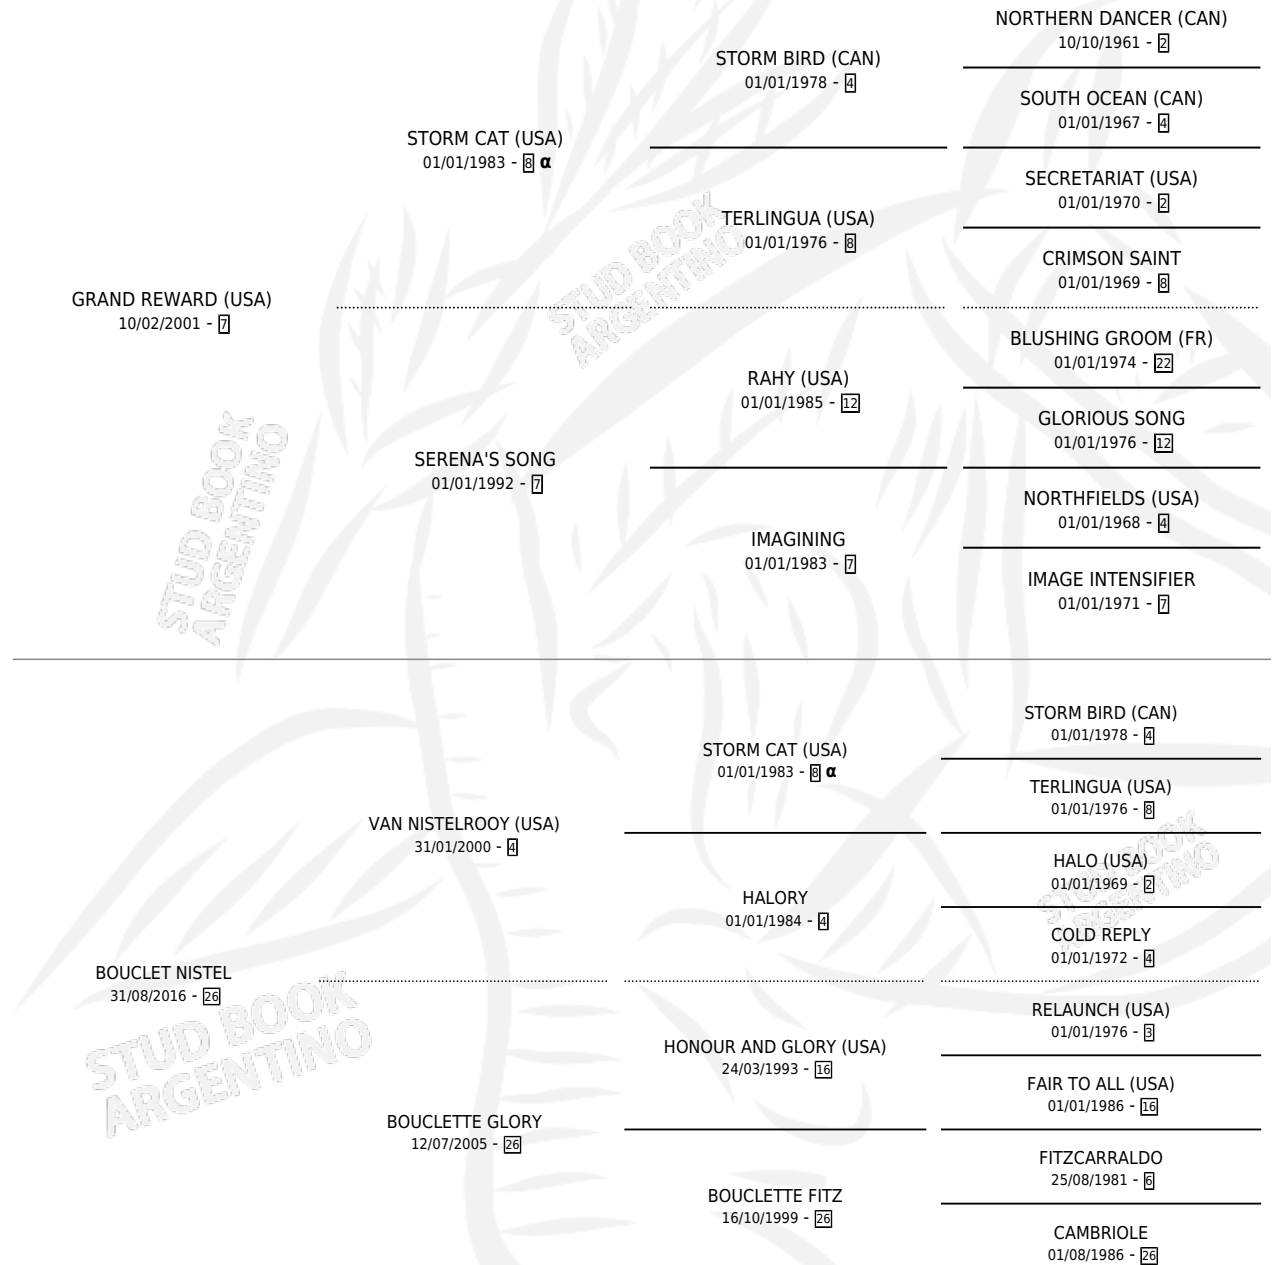 NORTHERN DANCER (CAN)
10/10/1961 - 2
STORM BIRD (CAN)
01/01/1978 - 4
SOUTH OCEAN (CAN)
01/01/1967 - 4
STORM CAT (USA)
01/01/1983 - 8 α
SECRETARIAT (USA)
01/01/1970 - 2
TERLINGUA (USA)
01/01/1976 - 8
CRIMSON SAINT
01/01/1969 - 8
GRAND REWARD (USA)
10/02/2001 - 7
STUD BOOK
ARGENTINO
BLUSHING GROOM (FR)
01/01/1974 - 22
RAHY (USA)
01/01/1985 - 12
GLORIOUS SONG
01/01/1976 - 12
SERENA'S SONG
01/01/1992 - 7
STUD BOOK
ARGENTINO
NORTHFIELDS (USA)
01/01/1968 - 4
IMAGINING
01/01/1983 - 7
IMAGE INTENSIFIER
01/01/1971 - 7
STORM BIRD (CAN)
01/01/1978 - 4
STORM CAT (USA)
01/01/1983 - 8 α
TERLINGUA (USA)
01/01/1976 - 8
VAN NISTELROOY (USA)
31/01/2000 - 4
HALO (USA)
01/01/1969 - 2
STUD BOOK
ARGENTINO
HALORY
01/01/1984 - 4
COLD REPLY
01/01/1972 - 4
BOUCLET NISTEL
31/08/2016 - 26
STUD BOOK
ARGENTINO
RELAUNCH (USA)
01/01/1976 - 3
HONOUR AND GLORY (USA)
24/03/1993 - 16
FAIR TO ALL (USA)
01/01/1986 - 16
BOUCLETTE GLORY
12/07/2005 - 26
FITZCARRALDO
25/08/1981 - 6
BOUCLETTE FITZ
16/10/1999 - 26
CAMBRIOLE
01/08/1986 - 26